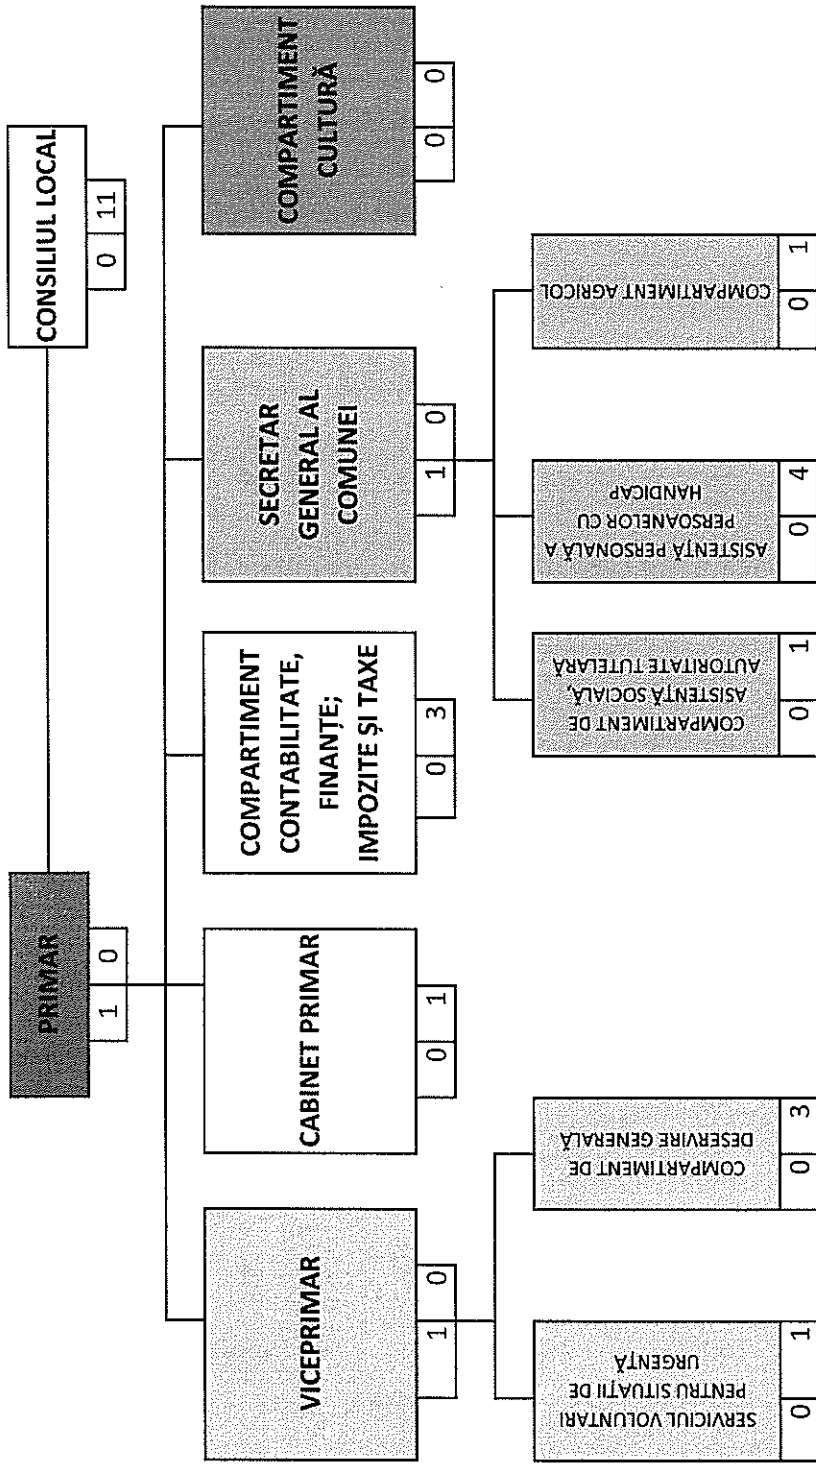 PRIMAR
1 0
CONSILIUL LOCAL
0 11
VICEPRIMAR
1 0
CABINET PRIMAR
0 1
COMPARTIMENT
CONTABILITATE,
FINANȚE;
IMPOZITE ȘI TAXE
0 3
SECRETAR
GENERAL AL
COMUNEI
1 0
COMPARTIMENT
CULTURĂ
0 0
SERVICIUL VOLUNTARI
PENTRU SITUAȚII DE
URGENȚĂ
0 1
COMPARTIMENT DE
DESERVIRE GENERALĂ
0 3
COMPARTIMENT DE
ASISTENȚĂ SOCIALĂ,
AUTORITATE TUTELARĂ
0 1
ASISTENȚĂ PERSONALĂ A
PERSOANELOR CU
HANDICAP
0 4
COMPARTIMENT AGRICOL
0 1